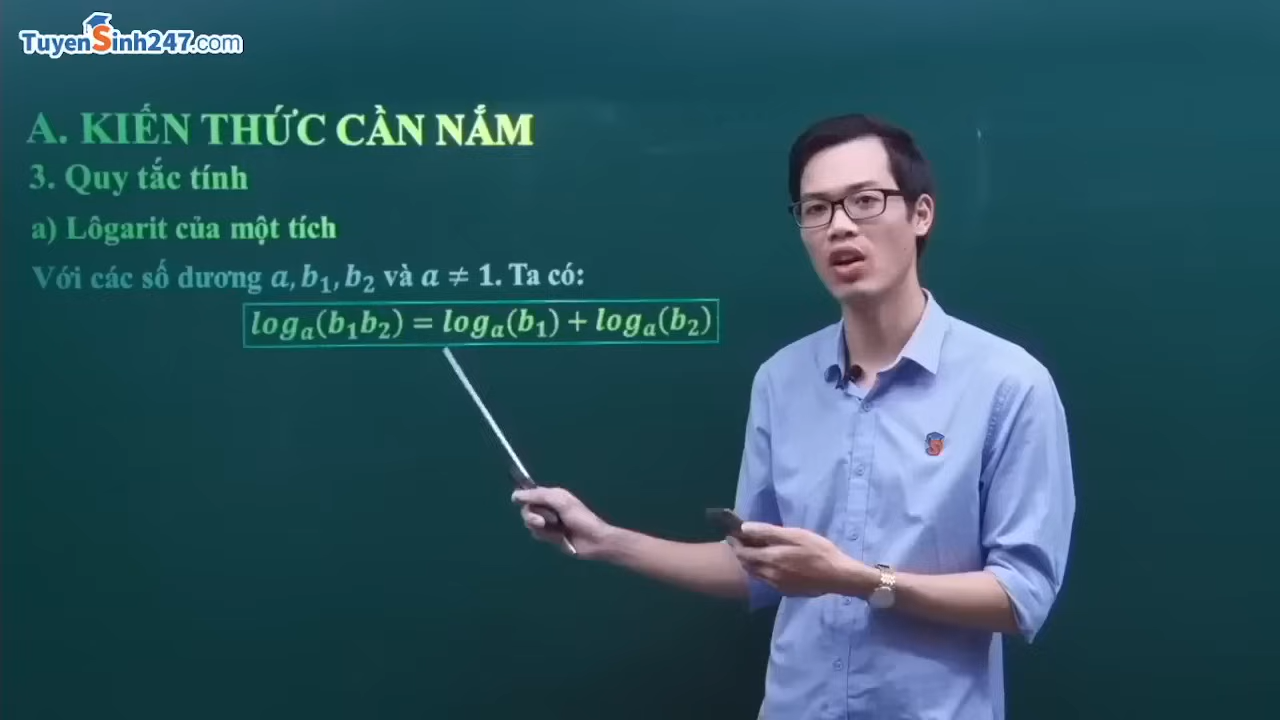 TuyenSinh247.com
A. KIẾN THỨC CẦN NẮM
3. Quy tắc tính
a) Lôgarit của một tích
Với các số dương a, b₁, b₂ và a ≠ 1. Ta có:
logₐ(b₁b₂) = logₐ(b₁) + logₐ(b₂)